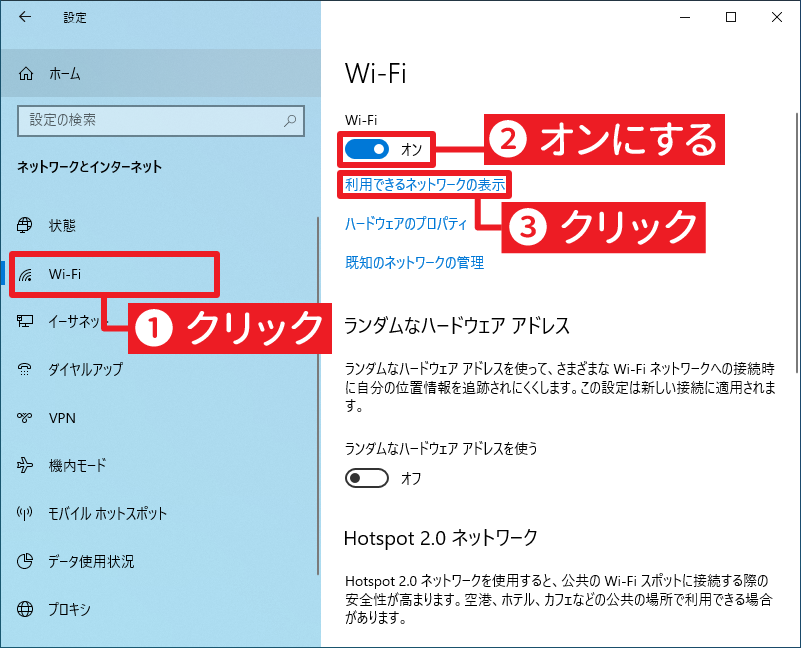 設定
ホーム
設定の検索
ネットワークとインターネット
状態
Wi-Fi
❶ クリック
イーサネッ
ダイヤルアップ
VPN
機内モード
モバイル ホットスポット
データ使用状況
プロキシ
Wi-Fi
Wi-Fi
オン
❷ オンにする
利用できるネットワークの表示
❸ クリック
ハードウェアのプロパティ
既知のネットワークの管理
ランダムなハードウェア アドレス
ランダムなハードウェア アドレスを使って、さまざまな Wi-Fi ネットワークへの接続時
に自分の位置情報を追跡されにくくします。この設定は新しい接続に適用されま
す。
ランダムなハードウェア アドレスを使う
オフ
Hotspot 2.0 ネットワーク
Hotspot 2.0 ネットワークを使用すると、公共の Wi-Fi スポットに接続する際の
安全性が高まります。空港、ホテル、カフェなどの公共の場所で利用できる場合
があります。